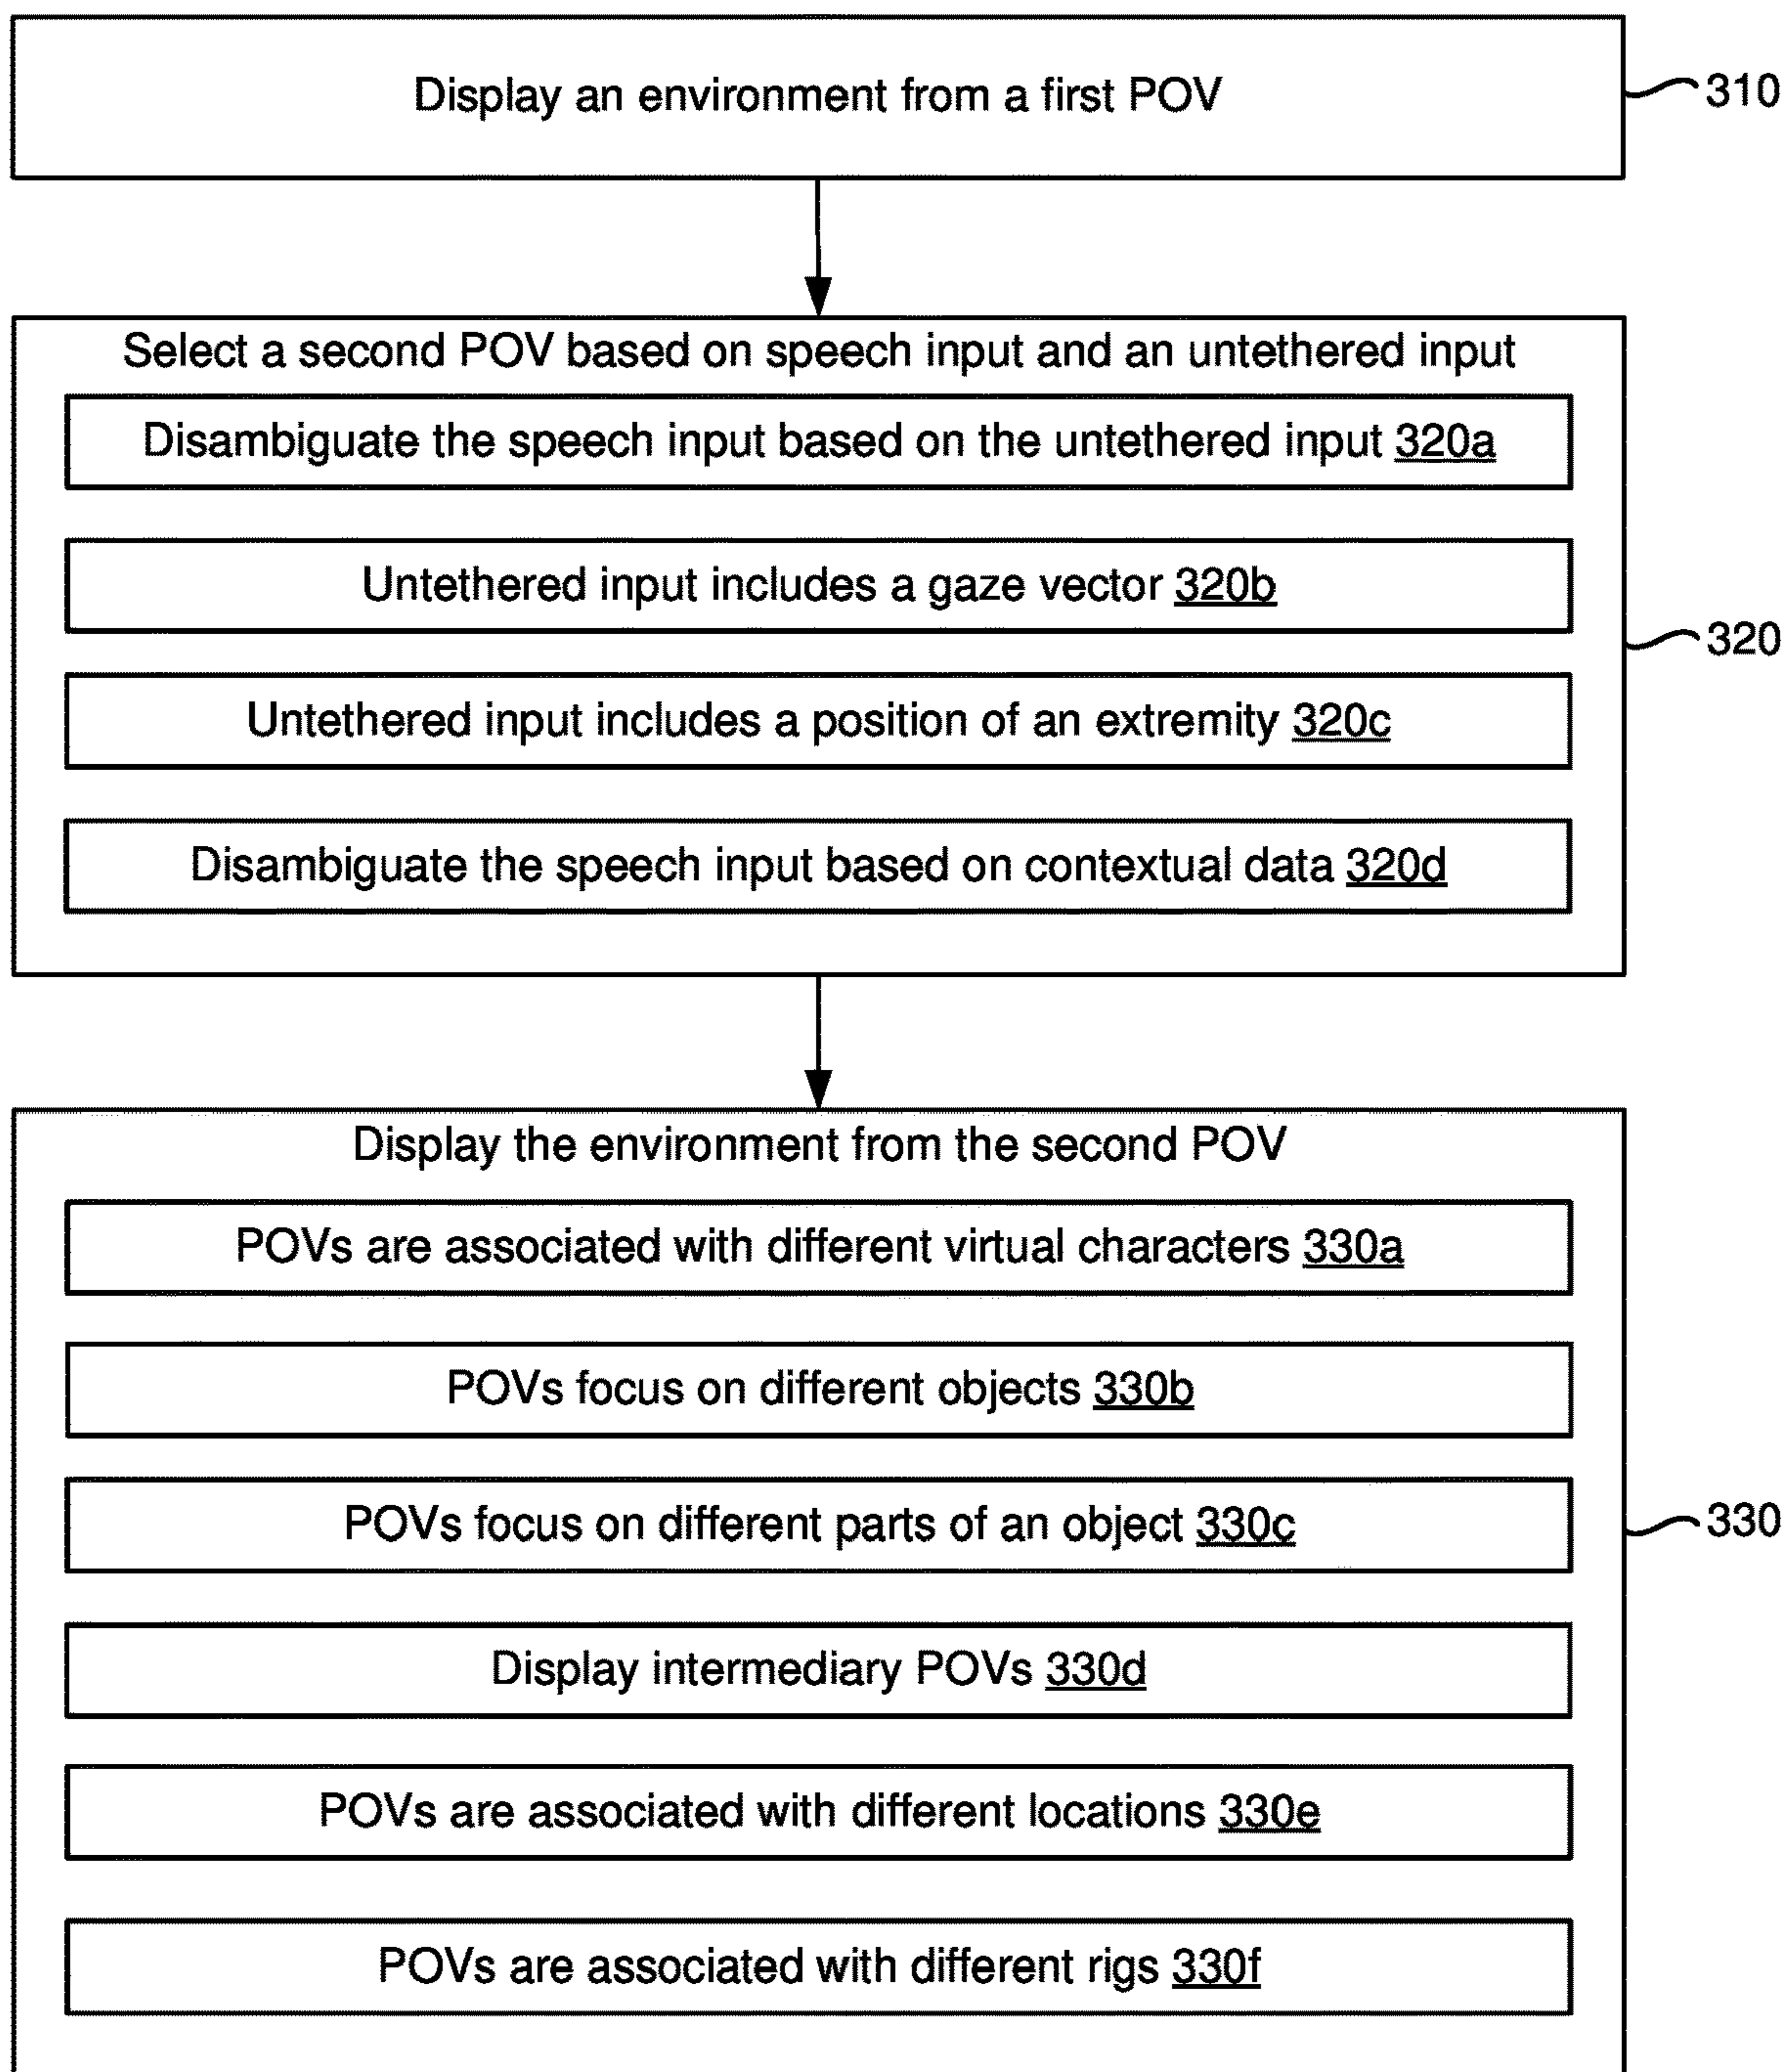 Display an environment from a first POV
310
Select a second POV based on speech input and an untethered input
Disambiguate the speech input based on the untethered input 320a
Untethered input includes a gaze vector 320b
320
Untethered input includes a position of an extremity 320c
Disambiguate the speech input based on contextual data 320d
Display the environment from the second POV
POVs are associated with different virtual characters 330a
POVs focus on different objects 330b
POVs focus on different parts of an object 330c
330
Display intermediary POVs 330d
POVs are associated with different locations 330e
POVs are associated with different rigs 330f